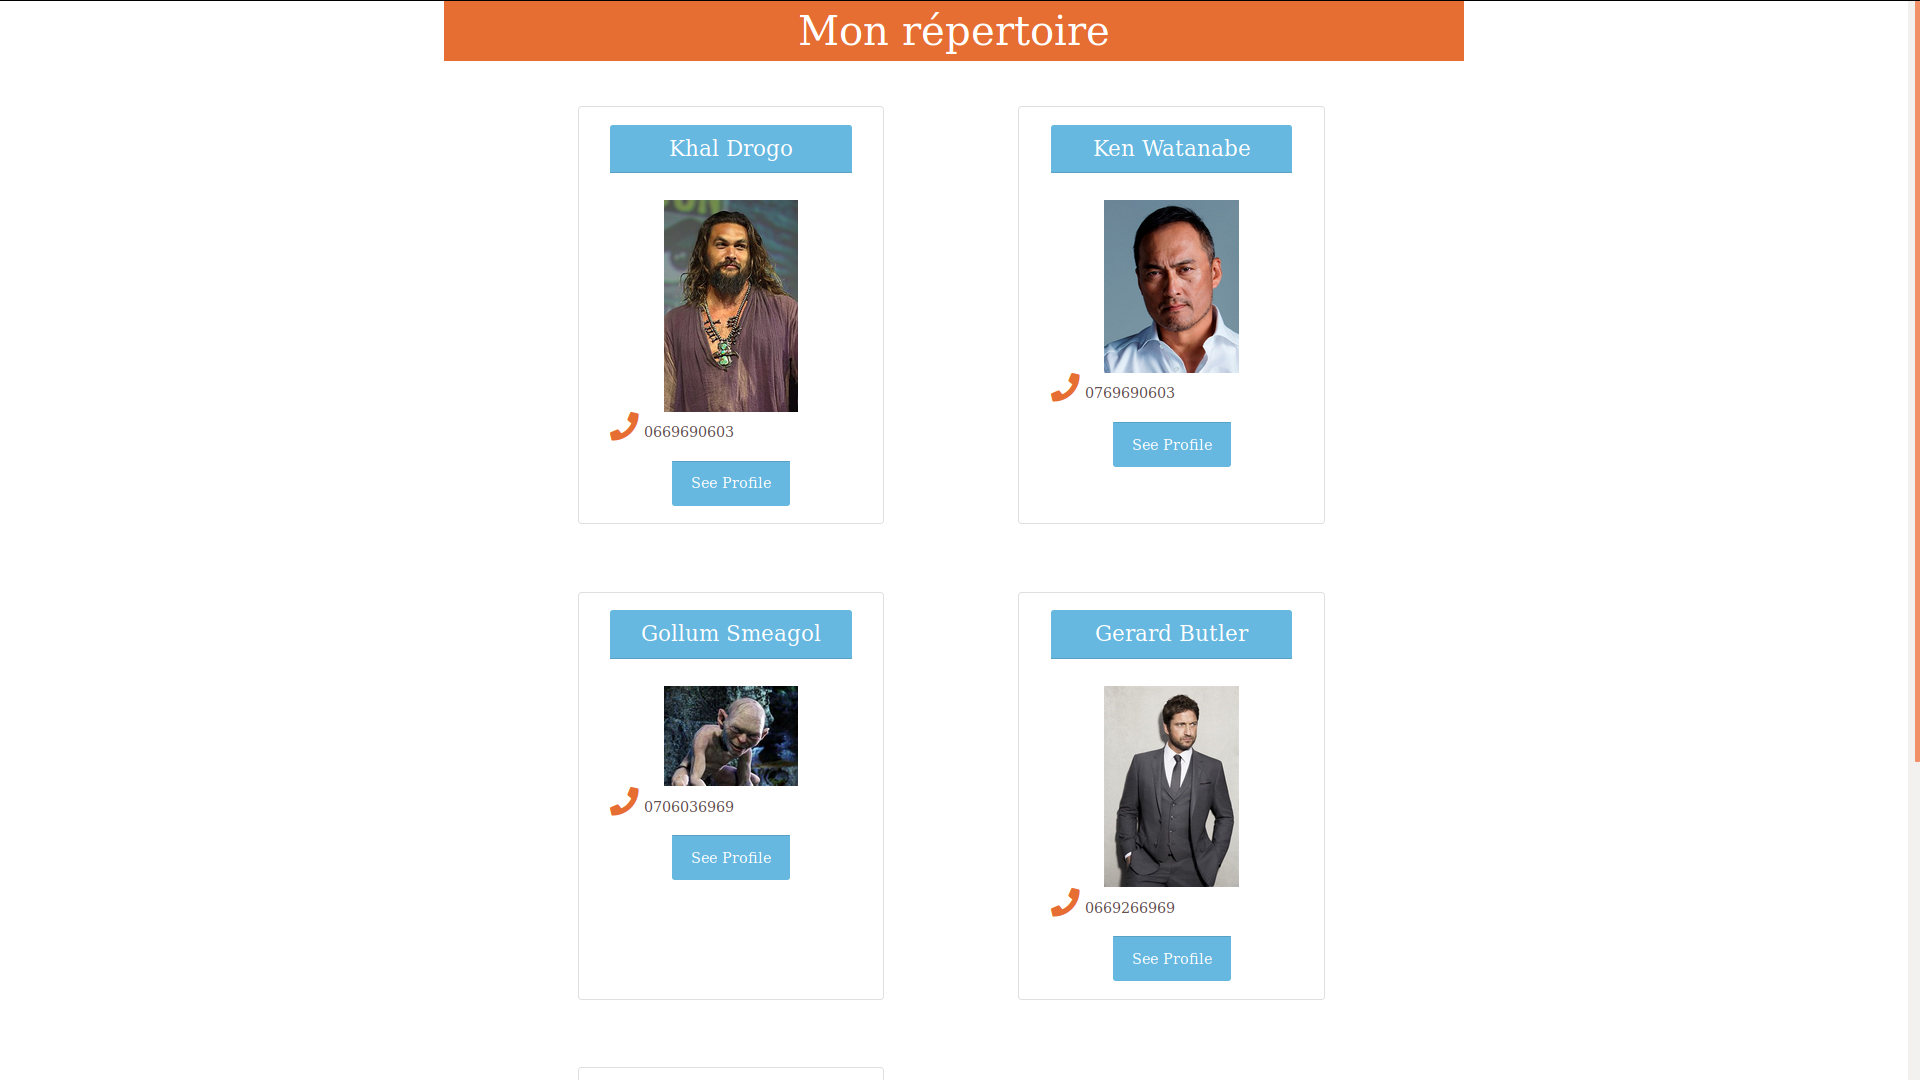 Mon répertoire
Khal Drogo
0669690603
See Profile
Ken Watanabe
0769690603
See Profile
Gollum Smeagol
0706036969
See Profile
Gerard Butler
0669266969
See Profile